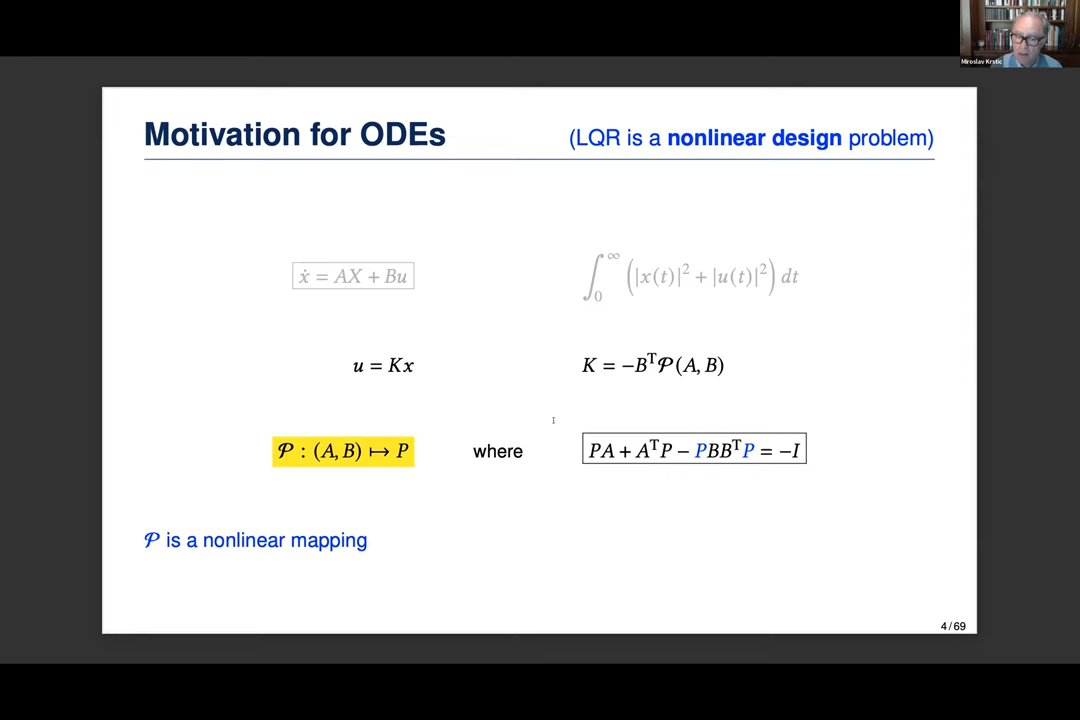 Miroslav Krstic
Motivation for ODEs (LQR is a nonlinear design problem)
ẋ = AX + Bu ∫₀^∞ (|x(t)|² + |u(t)|²) dt
u = Kx K = −Bᵀ𝒫(A, B)
𝒫 : (A, B) ↦ P where PA + AᵀP − PBBᵀP = −I
𝒫 is a nonlinear mapping
4 / 69